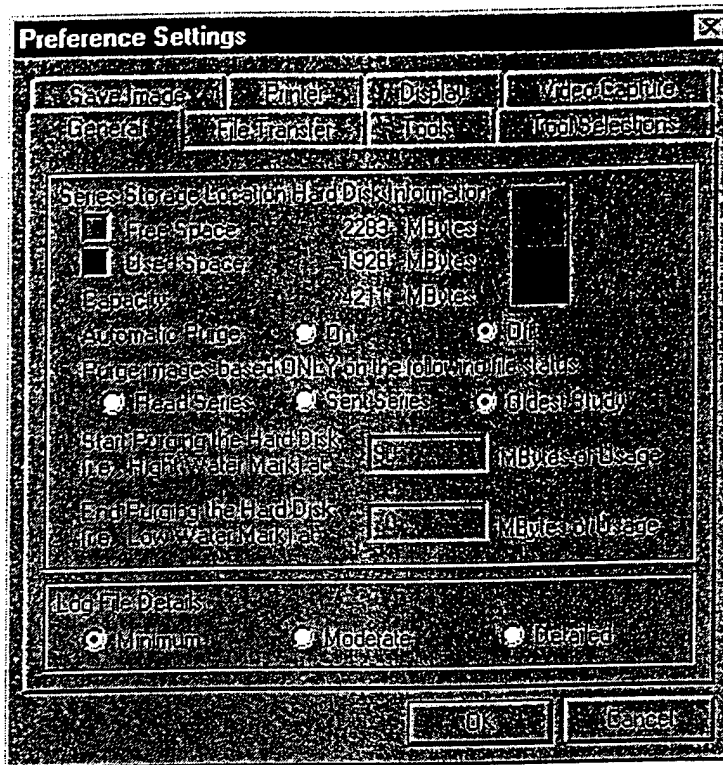 Preference Settings
Save Image Printer Display Video Capture
General File Transfer Tools Tool Selections
Series Storage Location Hard Disk Information
Free Space: 2283 MBytes
Used Space: 1928 MBytes
Capacity: 4211 MBytes
Automatic Purge On Off
Purge images based ONLY on the following file status
Read Series Sent Series Oldest Study
Start Purging the Hard Disk
(i.e., Hight Water Mark) at: MBytes of Usage
End Purging the Hard Disk
(i.e., Low Water Mark) at: MBytes of Usage
Log File Details
Minimum Moderate Detailed
OK Cancel